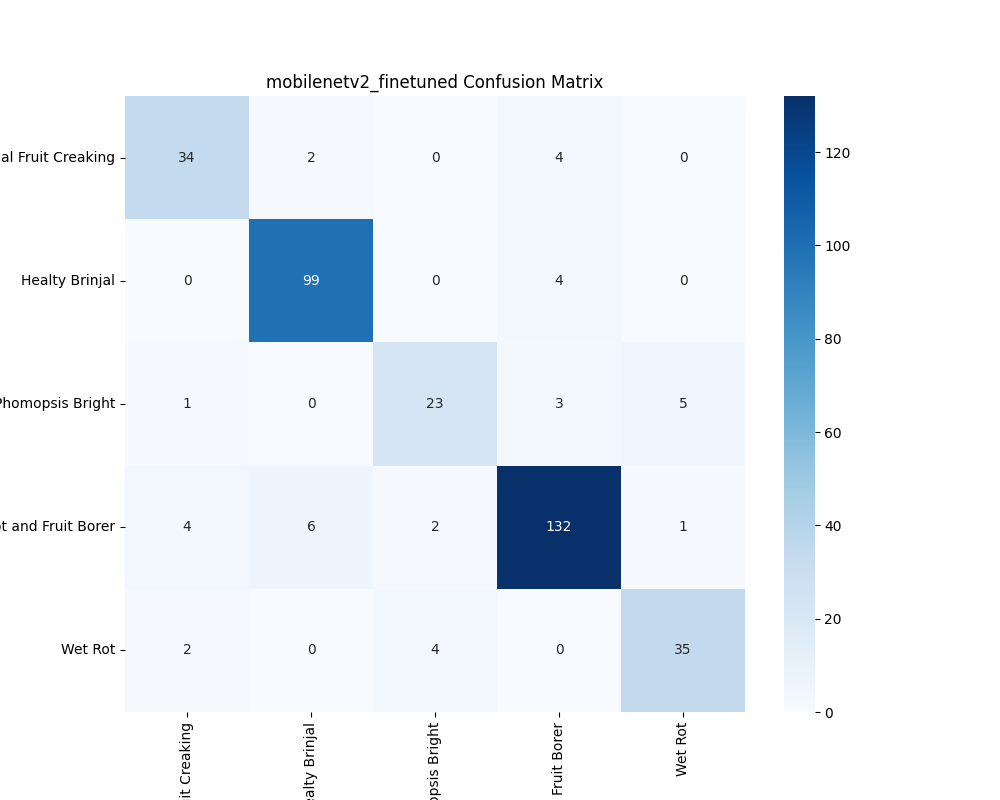 mobilenetv2_finetuned Confusion Matrix
al Fruit Creaking
34 2 0 4 0
Healty Brinjal
0 99 0 4 0
Phomopsis Bright
1 0 23 3 5
ot and Fruit Borer
4 6 2 132 1
Wet Rot
2 0 4 0 35
it Creaking
ealty Brinjal
opsis Bright
Fruit Borer
Wet Rot
120
100
80
60
40
20
0